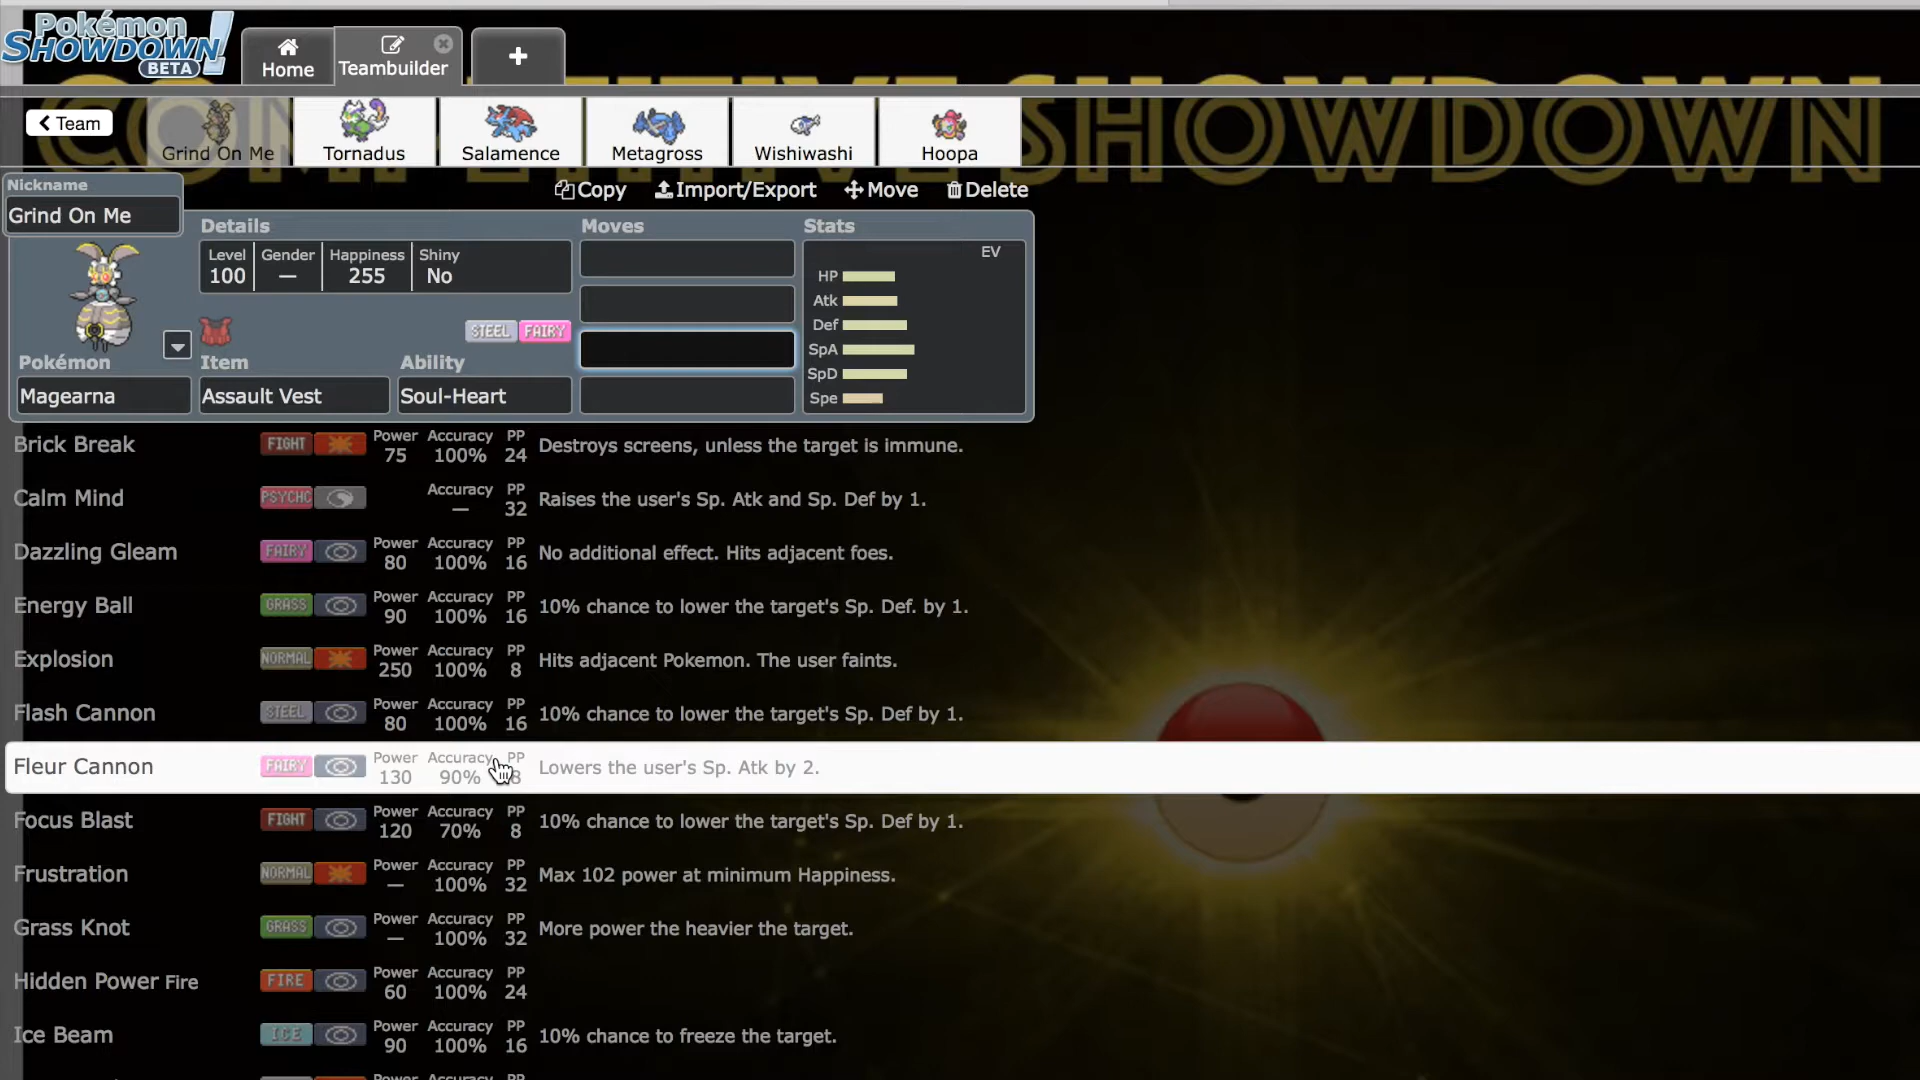 Pokémon
SHOWDOWN!
BETA
Home
Teambuilder
+
COMPETITIVE SHOWDOWN
Team
Grind On Me
Tornadus
Salamence
Metagross
Wishiwashi
Hoopa
Copy
Import/Export
Move
Delete
Nickname
Grind On Me
Details
Moves
Stats
Level Gender Happiness Shiny
100 — 255 No
EV
HP
Atk
Def
SpA
SpD
Spe
STEEL FAIRY
Pokémon Item Ability
Magearna Assault Vest Soul-Heart
Brick Break FIGHT Power 75 Accuracy 100% PP 24 Destroys screens, unless the target is immune.
Calm Mind PSYCHC Accuracy — PP 32 Raises the user's Sp. Atk and Sp. Def by 1.
Dazzling Gleam FAIRY Power 80 Accuracy 100% PP 16 No additional effect. Hits adjacent foes.
Energy Ball GRASS Power 90 Accuracy 100% PP 16 10% chance to lower the target's Sp. Def. by 1.
Explosion NORMAL Power 250 Accuracy 100% PP 8 Hits adjacent Pokemon. The user faints.
Flash Cannon STEEL Power 80 Accuracy 100% PP 16 10% chance to lower the target's Sp. Def by 1.
Fleur Cannon FAIRY Power 130 Accuracy 90% PP 8 Lowers the user's Sp. Atk by 2.
Focus Blast FIGHT Power 120 Accuracy 70% PP 8 10% chance to lower the target's Sp. Def by 1.
Frustration NORMAL Power — Accuracy 100% PP 32 Max 102 power at minimum Happiness.
Grass Knot GRASS Power — Accuracy 100% PP 32 More power the heavier the target.
Hidden Power Fire FIRE Power 60 Accuracy 100% PP 24
Ice Beam ICE Power 90 Accuracy 100% PP 16 10% chance to freeze the target.